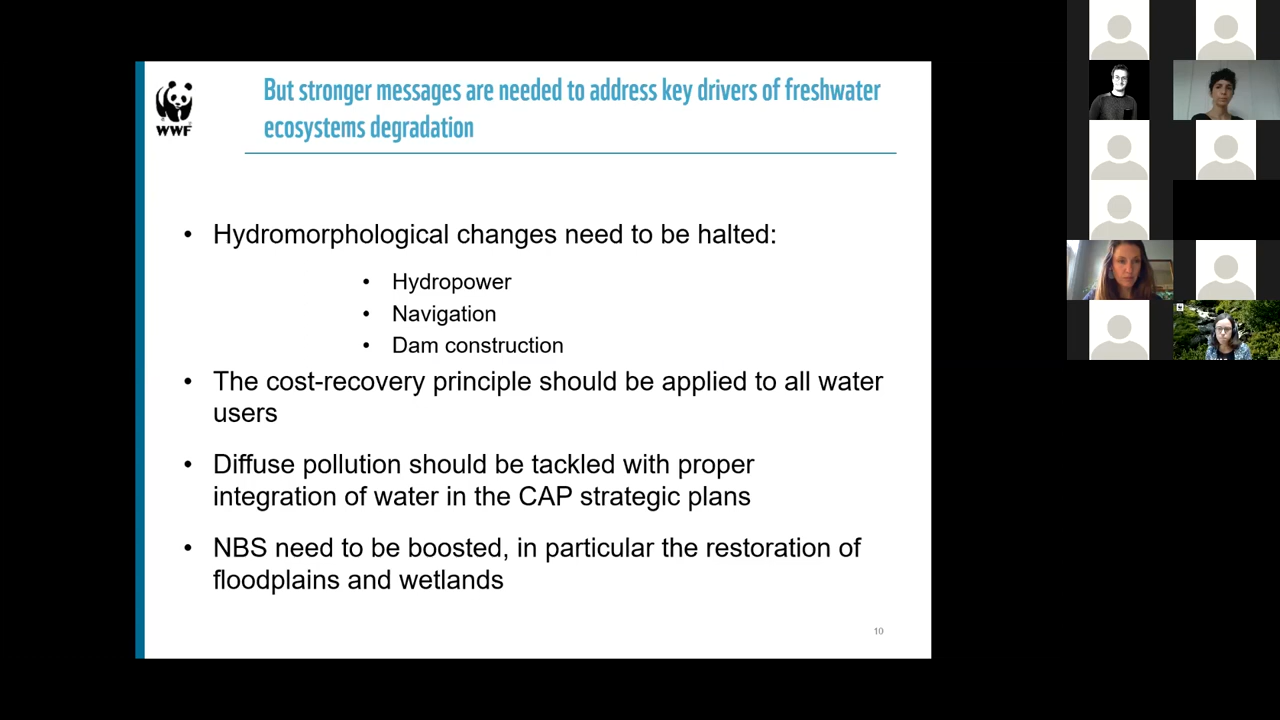 But stronger messages are needed to address key drivers of freshwater
ecosystems degradation
WWF
• Hydromorphological changes need to be halted:
• Hydropower
• Navigation
• Dam construction
• The cost-recovery principle should be applied to all water
users
• Diffuse pollution should be tackled with proper
integration of water in the CAP strategic plans
• NBS need to be boosted, in particular the restoration of
floodplains and wetlands
10